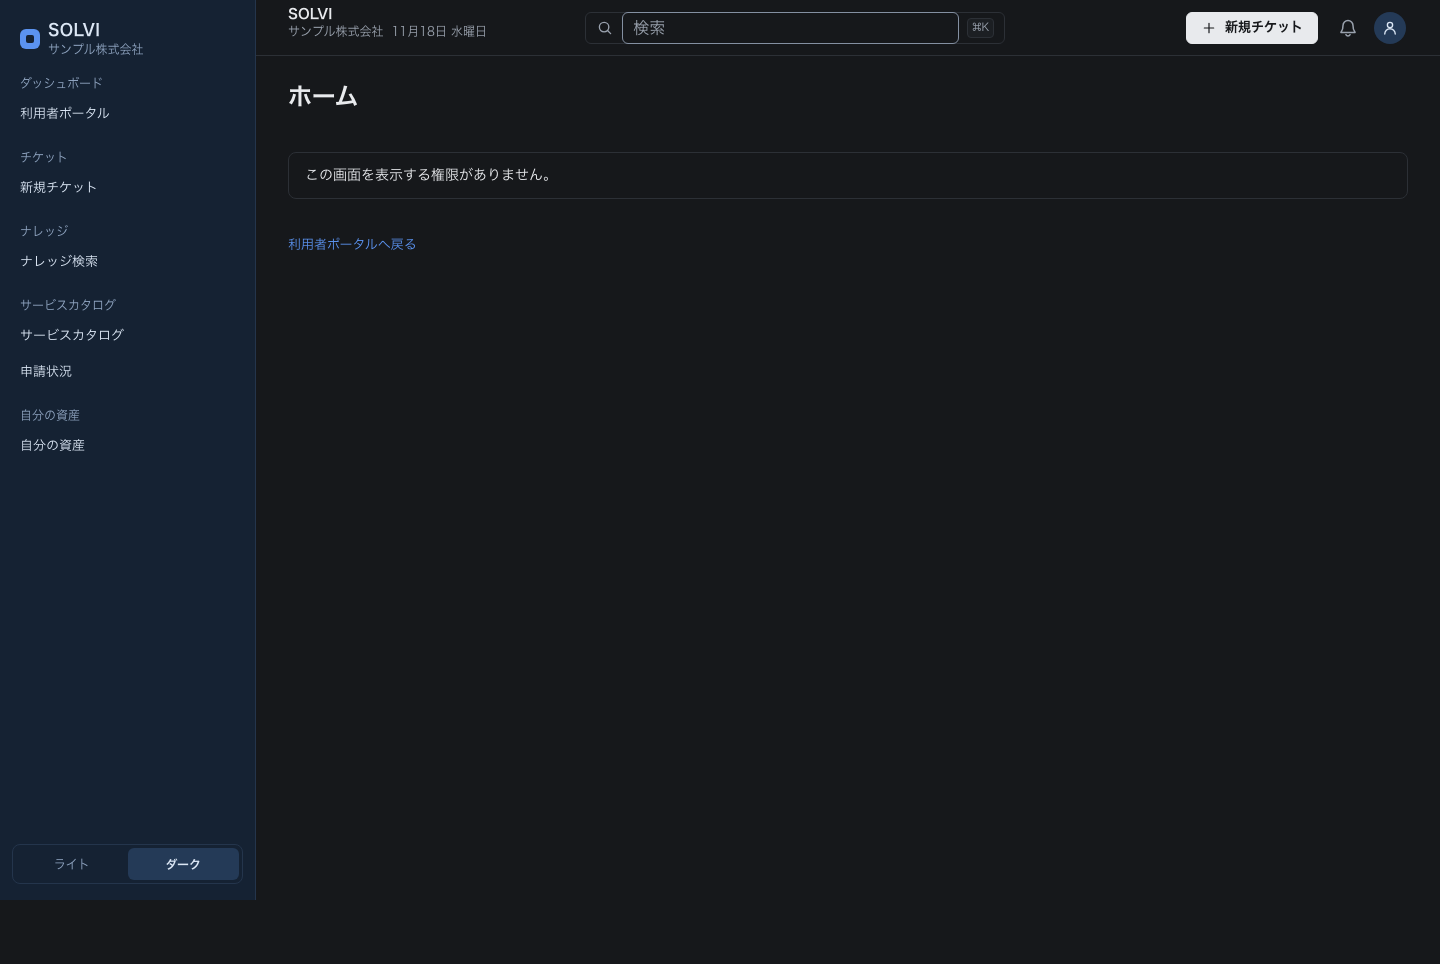 SOLVI
サンプル株式会社
ダッシュボード
利用者ポータル
チケット
新規チケット
ナレッジ
ナレッジ検索
サービスカタログ
サービスカタログ
申請状況
自分の資産
自分の資産
ライト
ダーク
SOLVI
サンプル株式会社 11月18日 水曜日
検索
⌘K
新規チケット
ホーム
この画面を表示する権限がありません。
利用者ポータルへ戻る